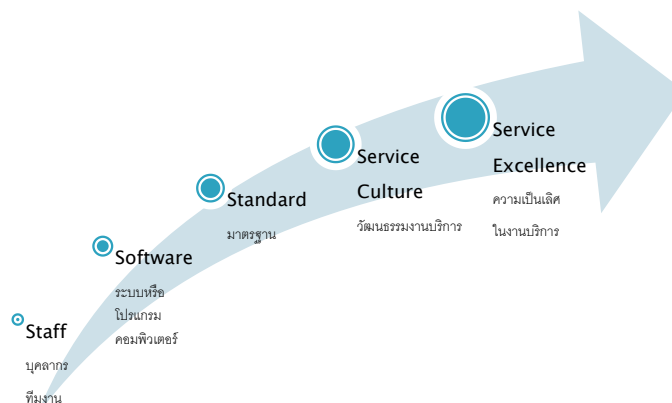 Staff
บุคลากร
ทีมงาน
Software
ระบบหรือ
โปรแกรม
คอมพิวเตอร์
Standard
มาตรฐาน
Service
Culture
วัฒนธรรมงานบริการ
Service
Excellence
ความเป็นเลิศ
ในงานบริการ